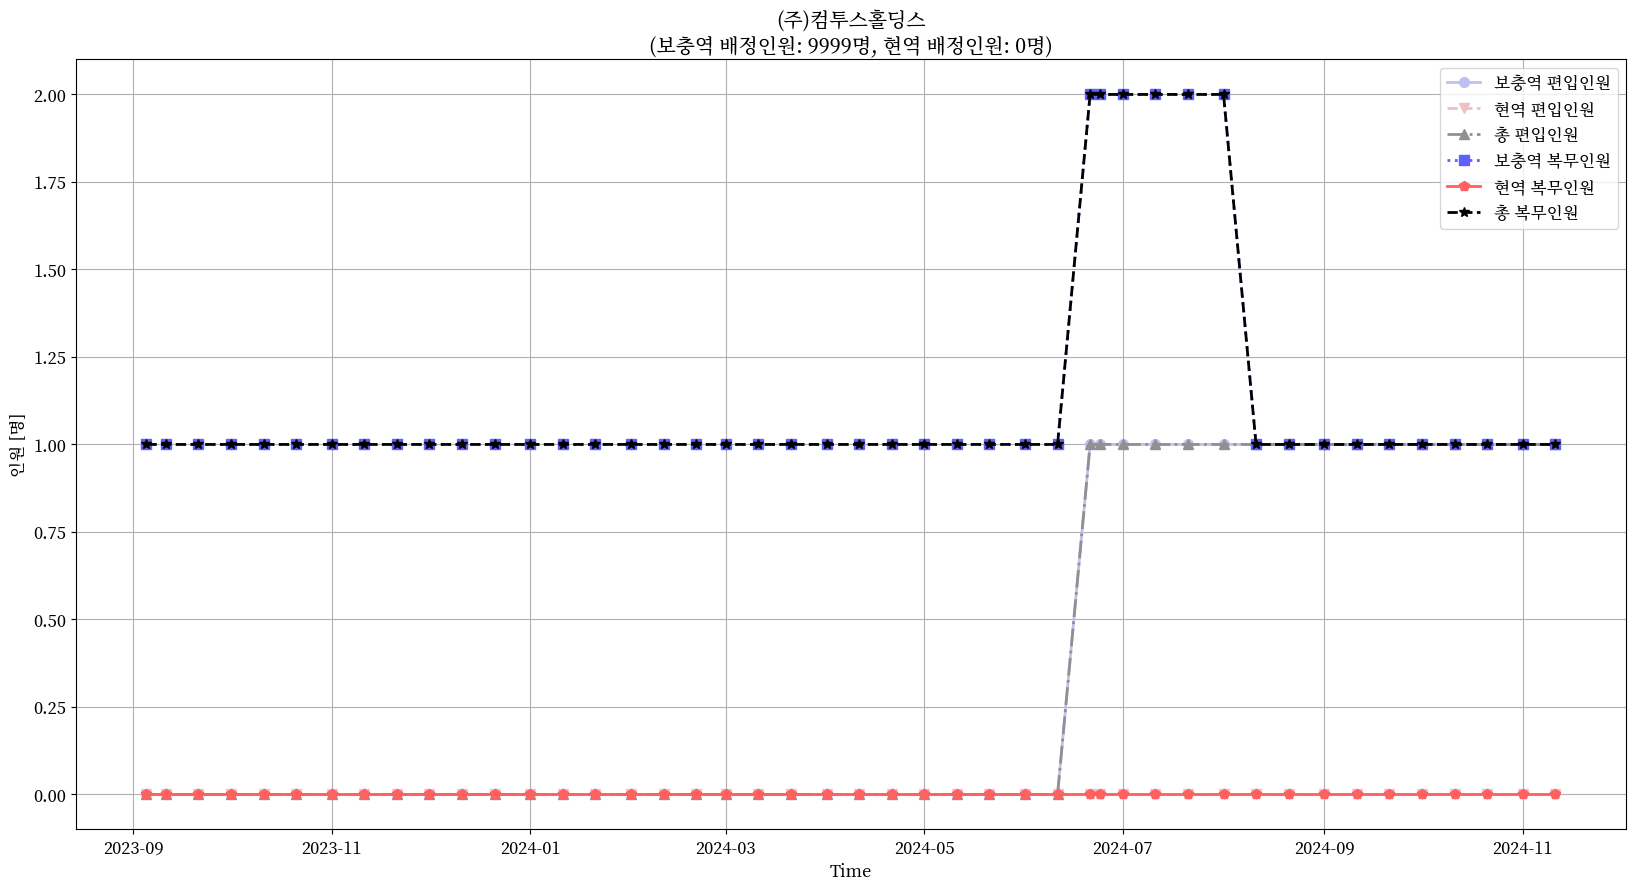 (주)컴투스홀딩스
(보충역 배정인원: 9999명, 현역 배정인원: 0명)
보충역 편입인원
현역 편입인원
총 편입인원
보충역 복무인원
현역 복무인원
총 복무인원
인원 [명]
2.00
1.75
1.50
1.25
1.00
0.75
0.50
0.25
0.00
2023-09 2023-11 2024-01 2024-03 2024-05 2024-07 2024-09 2024-11
Time